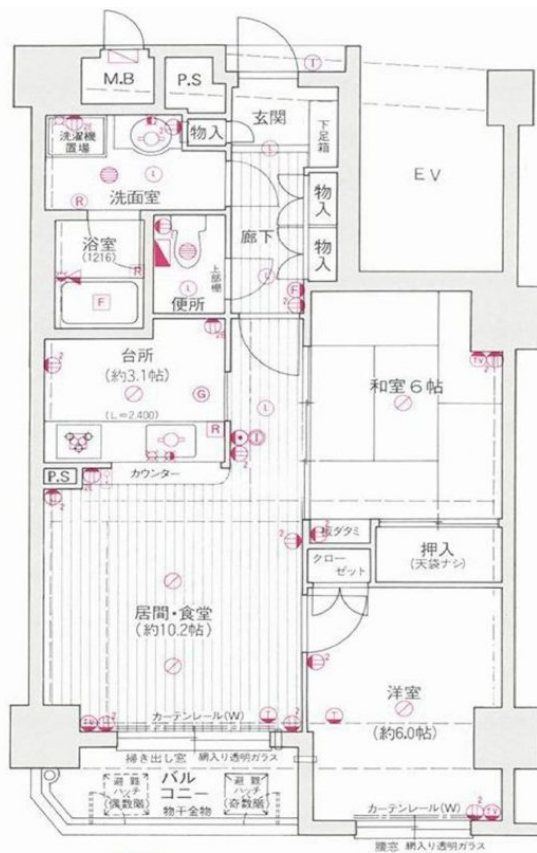 M.B
P.S
玄関
下足箱
EV
洗濯機
置場
物入
洗面室
物入
物入
廊下
浴室
(1216)
上部棚
便所
台所
(約3.1帖)
(L=2.400)
和室6帖
P.S
カウンター
板ダタミ
押入
(天袋ナシ)
クロー
ゼット
居間・食堂
(約10.2帖)
洋室
(約6.0帖)
カーテンレール(W)
掃き出し窓
網入り透明ガラス
バル
コニー
物干金物
避難
ハッチ
(偶数階)
避難
ハッチ
(奇数階)
カーテンレール(W)
腰窓
網入り透明ガラス